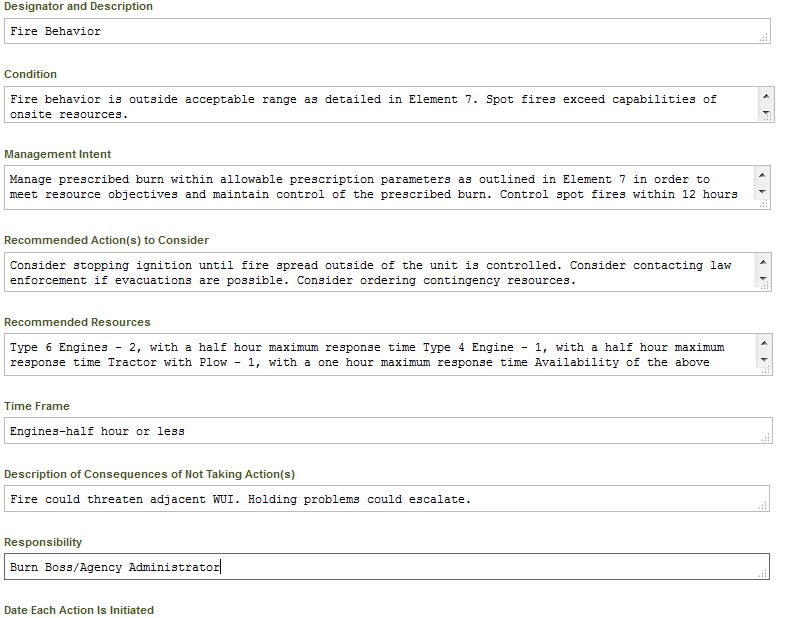 Designator and Description
Fire Behavior
Condition
Fire behavior is outside acceptable range as detailed in Element 7. Spot fires exceed capabilities of
onsite resources.
Management Intent
Manage prescribed burn within allowable prescription parameters as outlined in Element 7 in order to
meet resource objectives and maintain control of the prescribed burn. Control spot fires within 12 hours
Recommended Action(s) to Consider
Consider stopping ignition until fire spread outside of the unit is controlled. Consider contacting law
enforcement if evacuations are possible. Consider ordering contingency resources.
Recommended Resources
Type 6 Engines - 2, with a half hour maximum response time Type 4 Engine - 1, with a half hour maximum
response time Tractor with Plow - 1, with a one hour maximum response time Availability of the above
Time Frame
Engines-half hour or less
Description of Consequences of Not Taking Action(s)
Fire could threaten adjacent WUI. Holding problems could escalate.
Responsibility
Burn Boss/Agency Administrator
Date Each Action Is Initiated